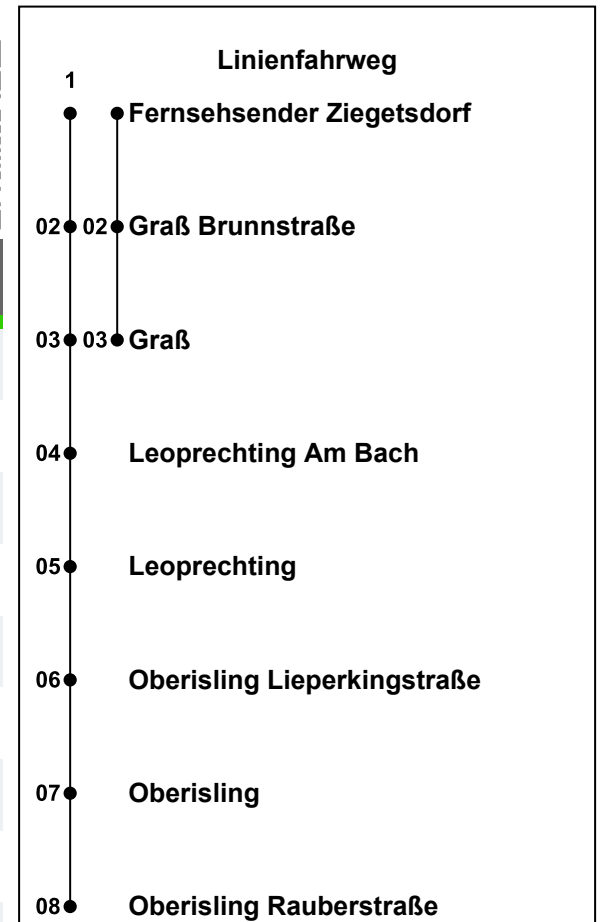 Linienfahrweg
1
Fernsehsender Ziegetsdorf
02 02 Graß Brunnstraße
03 03 Graß
04 Leoprechting Am Bach
05 Leoprechting
06 Oberisling Lieperkingstraße
07 Oberisling
08 Oberisling Rauberstraße